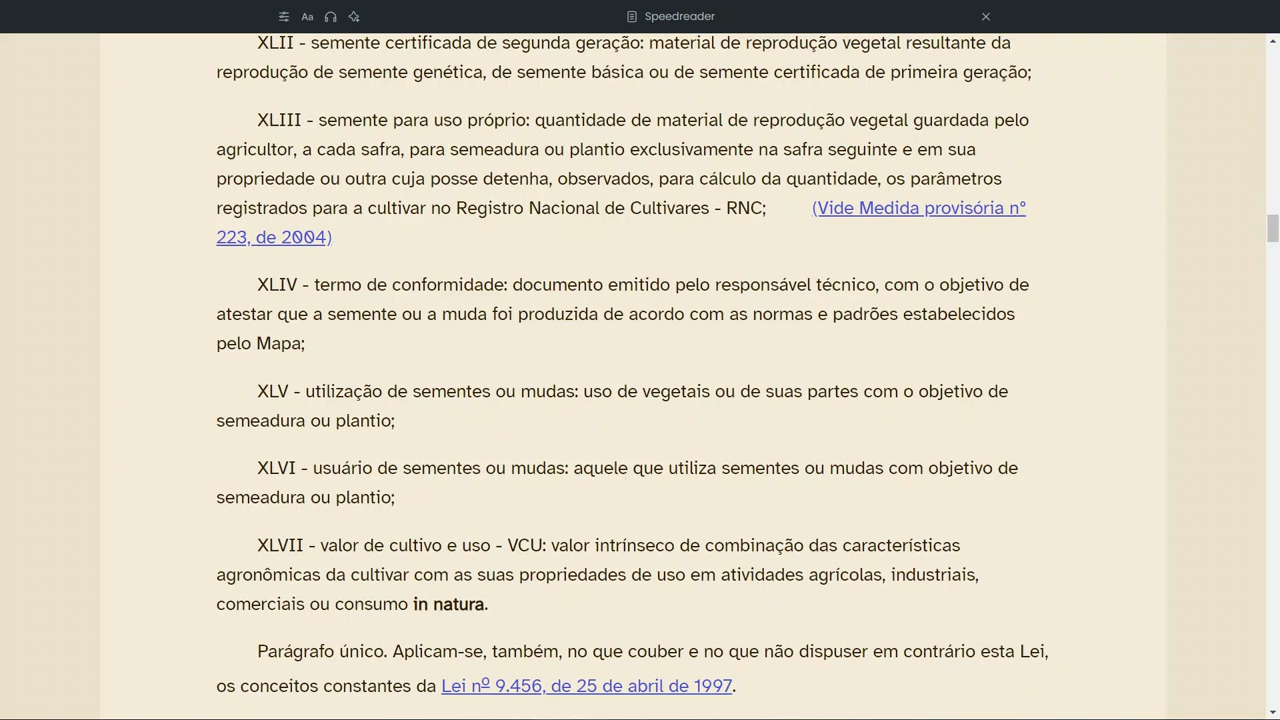 Aa
Speedreader
XLII - semente certificada de segunda geração: material de reprodução vegetal resultante da
reprodução de semente genética, de semente básica ou de semente certificada de primeira geração;
XLIII - semente para uso próprio: quantidade de material de reprodução vegetal guardada pelo
agricultor, a cada safra, para semeadura ou plantio exclusivamente na safra seguinte e em sua
propriedade ou outra cuja posse detenha, observados, para cálculo da quantidade, os parâmetros
registrados para a cultivar no Registro Nacional de Cultivares - RNC; (Vide Medida provisória nº
223, de 2004)
XLIV - termo de conformidade: documento emitido pelo responsável técnico, com o objetivo de
atestar que a semente ou a muda foi produzida de acordo com as normas e padrões estabelecidos
pelo Mapa;
XLV - utilização de sementes ou mudas: uso de vegetais ou de suas partes com o objetivo de
semeadura ou plantio;
XLVI - usuário de sementes ou mudas: aquele que utiliza sementes ou mudas com objetivo de
semeadura ou plantio;
XLVII - valor de cultivo e uso - VCU: valor intrínseco de combinação das características
agronômicas da cultivar com as suas propriedades de uso em atividades agrícolas, industriais,
comerciais ou consumo in natura.
Parágrafo único. Aplicam-se, também, no que couber e no que não dispuser em contrário esta Lei,
os conceitos constantes da Lei nº 9.456, de 25 de abril de 1997.